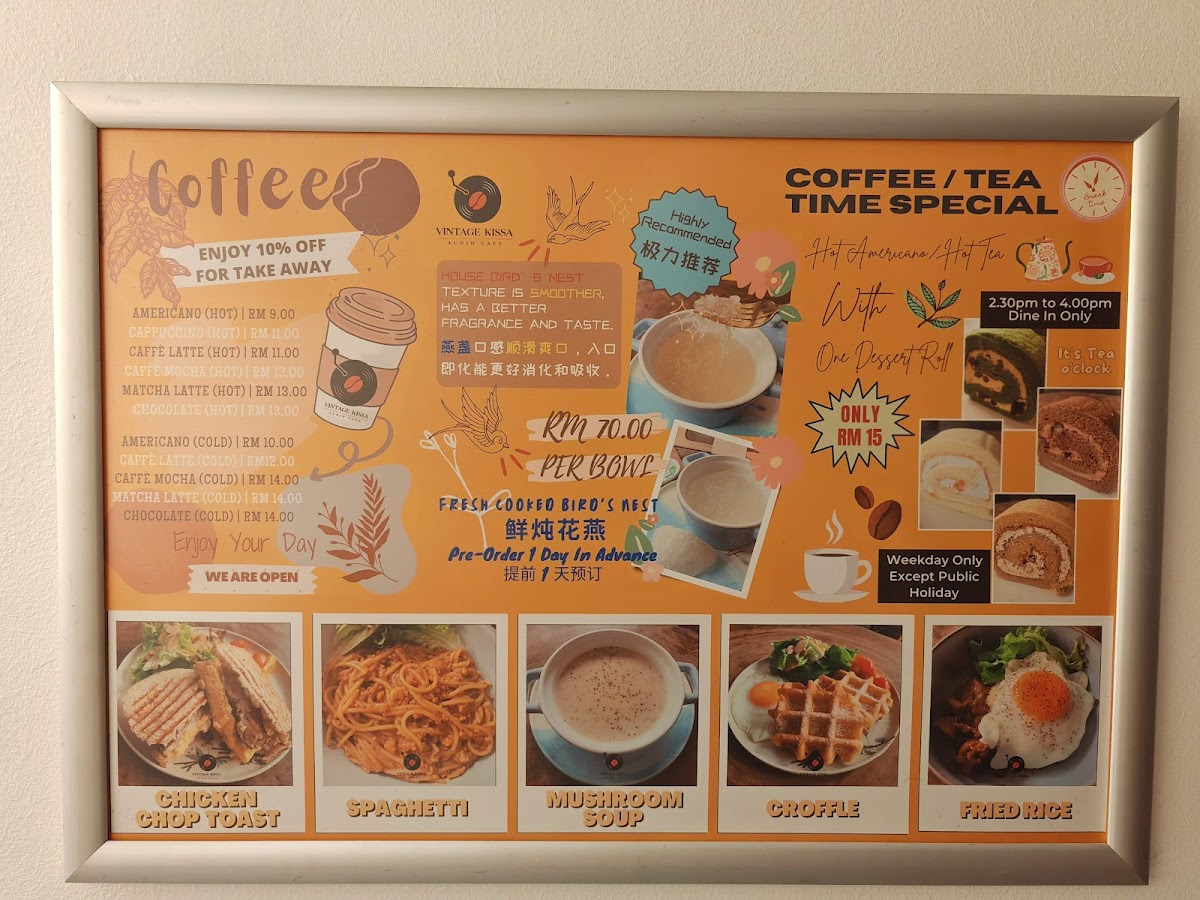 Coffee
ENJOY 10% OFF
FOR TAKE AWAY
AMERICANO (HOT) | RM 9.00
CAPPUCCINO (HOT) | RM 11.00
CAFFÈ LATTE (HOT) | RM 11.00
CAFFÈ MOCHA (HOT) | RM 13.00
MATCHA LATTE (HOT) | RM 13.00
CHOCOLATE (HOT) | RM 13.00
AMERICANO (COLD) | RM 10.00
CAFFÈ LATTE (COLD) | RM12.00
CAFFÈ MOCHA (COLD) | RM 14.00
MATCHA LATTE (COLD) | RM 14.00
CHOCOLATE (COLD) | RM 14.00
Enjoy Your Day
WE ARE OPEN
VINTAGE KISSA
AUDIO CAFE
VINTAGE KISSA
AUDIO CAFE
HOUSE BIRD'S NEST
TEXTURE IS SMOOTHER,
HAS A BETTER
FRAGRANCE AND TASTE.
燕盏口感顺滑爽口，入口
即化能更好消化和吸收．
Highly
Recommended
极力推荐
RM 70.00
PER BOWL
FRESH COOKED BIRD'S NEST
鲜炖花燕
Pre-Order 1 Day In Advance
提前 1 天预订
COFFEE / TEA
TIME SPECIAL
Break
time
Hot Americano/Hot Tea
With
One Dessert Roll
2.30pm to 4.00pm
Dine In Only
It's Tea
o'clock
ONLY
RM 15
Weekday Only
Except Public
Holiday
CHICKEN
CHOP TOAST
SPAGHETTI
MUSHROOM
SOUP
CROFFLE
FRIED RICE